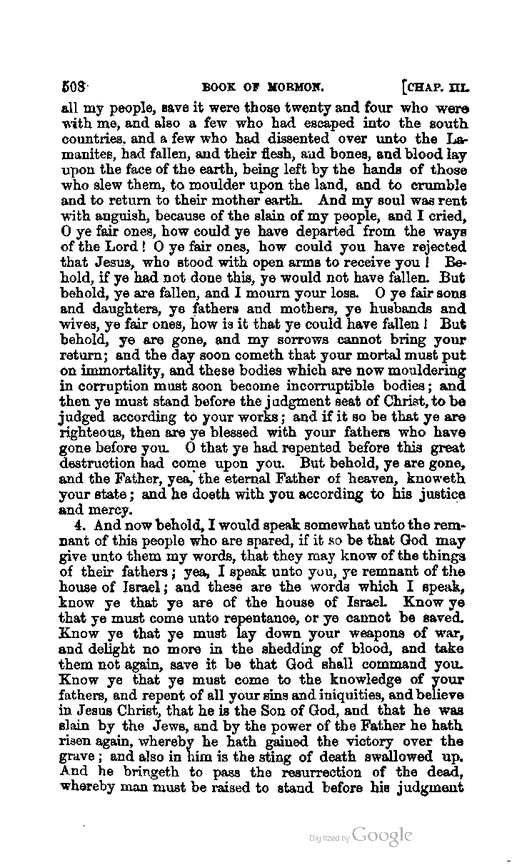 508 BOOK OF MORMON. [CHAP. III.
all my people, save it were those twenty and four who were
with me, and also a few who had escaped into the south
countries, and a few who had dissented over unto the La-
manites, had fallen, and their flesh, and bones, and blood lay
upon the face of the earth, being left by the hands of those
who slew them, to moulder upon the land, and to crumble
and to return to their mother earth. And my soul was rent
with anguish, because of the slain of my people, and I cried,
O ye fair ones, how could ye have departed from the ways
of the Lord! O ye fair ones, how could you have rejected
that Jesus, who stood with open arms to receive you! Be-
hold, if ye had not done this, ye would not have fallen. But
behold, ye are fallen, and I mourn your loss. O ye fair sons
and daughters, ye fathers and mothers, ye husbands and
wives, ye fair ones, how is it that ye could have fallen! But
behold, ye are gone, and my sorrows cannot bring your
return; and the day soon cometh that your mortal must put
on immortality, and these bodies which are now mouldering
in corruption must soon become incorruptible bodies; and
then ye must stand before the judgment seat of Christ, to be
judged according to your works; and if it so be that ye are
righteous, then are ye blessed with your fathers who have
gone before you. O that ye had repented before this great
destruction had come upon you. But behold, ye are gone,
and the Father, yea, the eternal Father of heaven, knoweth
your state; and he doeth with you according to his justice
and mercy.
4. And now behold, I would speak somewhat unto the rem-
nant of this people who are spared, if it so be that God may
give unto them my words, that they may know of the things
of their fathers; yea, I speak unto you, ye remnant of the
house of Israel; and these are the words which I speak,
know ye that ye are of the house of Israel. Know ye
that ye must come unto repentance, or ye cannot be saved.
Know ye that ye must lay down your weapons of war,
and delight no more in the shedding of blood, and take
them not again, save it be that God shall command you.
Know ye that ye must come to the knowledge of your
fathers, and repent of all your sins and iniquities, and believe
in Jesus Christ, that he is the Son of God, and that he was
slain by the Jews, and by the power of the Father he hath
risen again, whereby he hath gained the victory over the
grave; and also in him is the sting of death swallowed up.
And he bringeth to pass the resurrection of the dead,
whereby man must be raised to stand before his judgment
Digitized by Google